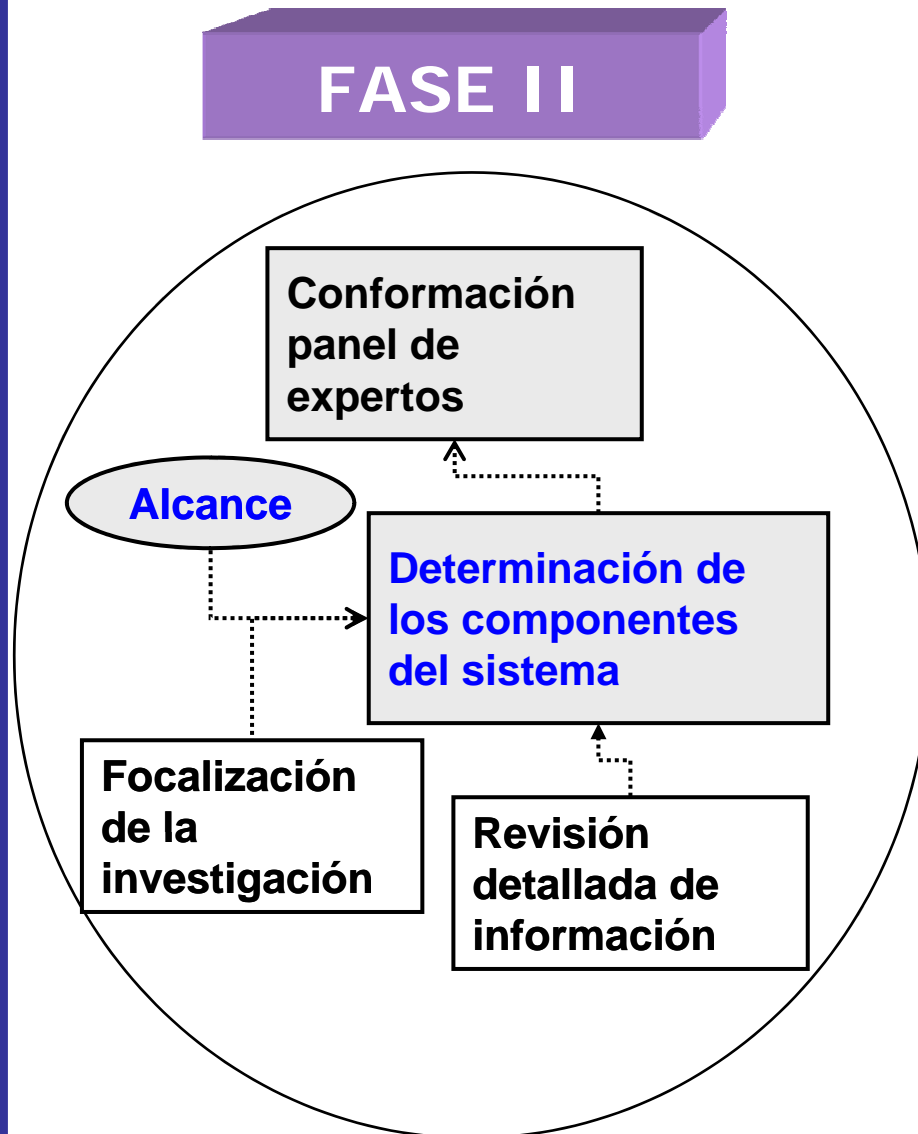 FASE II
Conformación
panel de
expertos
Alcance
Determinación de
los componentes
del sistema
Focalización
de la
investigación
Revisión
detallada de
información